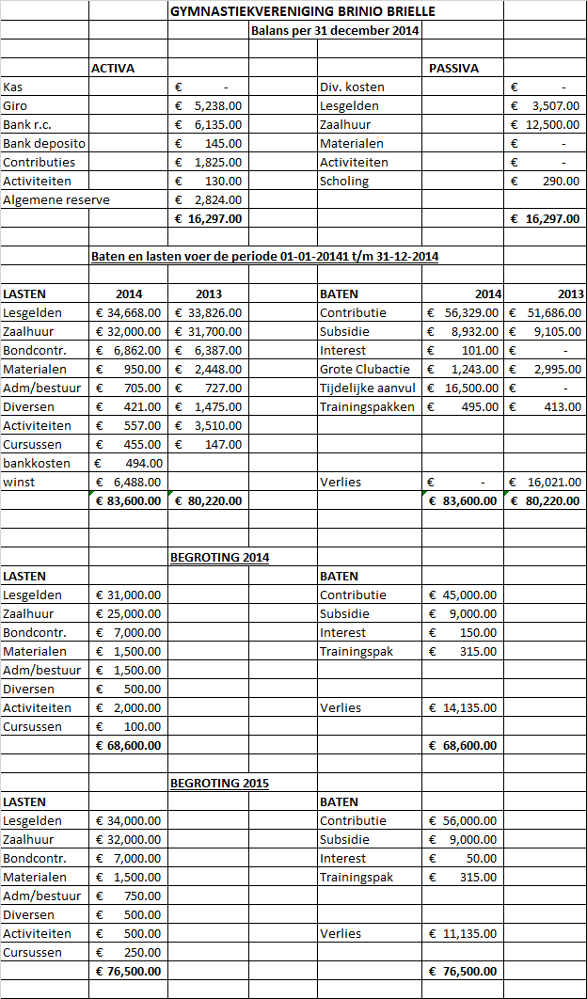 GYMNASTIEKVERENIGING BRINIO BRIELLE
Balans per 31 december 2014
ACTIVA PASSIVA
Kas € - Div. kosten € -
Giro € 5,238.00 Lesgelden € 3,507.00
Bank r.c. € 6,135.00 Zaalhuur € 12,500.00
Bank deposito € 145.00 Materialen € -
Contributies € 1,825.00 Activiteiten € -
Activiteiten € 130.00 Scholing € 290.00
Algemene reserve € 2,824.00
€ 16,297.00 € 16,297.00
Baten en lasten voer de periode 01-01-20141 t/m 31-12-2014
LASTEN 2014 2013 BATEN 2014 2013
Lesgelden € 34,668.00 € 33,826.00 Contributie € 56,329.00 € 51,686.00
Zaalhuur € 32,000.00 € 31,700.00 Subsidie € 8,932.00 € 9,105.00
Bondcontr. € 6,862.00 € 6,387.00 Interest € 101.00 € -
Materialen € 950.00 € 2,448.00 Grote Clubactie € 1,243.00 € 2,995.00
Adm/bestuur € 705.00 € 727.00 Tijdelijke aanvul € 16,500.00 € -
Diversen € 421.00 € 1,475.00 Trainingspakken € 495.00 € 413.00
Activiteiten € 557.00 € 3,510.00
Cursussen € 455.00 € 147.00
bankkosten € 494.00
winst € 6,488.00 Verlies € - € 16,021.00
€ 83,600.00 € 80,220.00 € 83,600.00 € 80,220.00
BEGROTING 2014
LASTEN BATEN
Lesgelden € 31,000.00 Contributie € 45,000.00
Zaalhuur € 25,000.00 Subsidie € 9,000.00
Bondcontr. € 7,000.00 Interest € 150.00
Materialen € 1,500.00 Trainingspak € 315.00
Adm/bestuur € 1,500.00
Diversen € 500.00
Activiteiten € 2,000.00 Verlies € 14,135.00
Cursussen € 100.00
€ 68,600.00 € 68,600.00
BEGROTING 2015
LASTEN BATEN
Lesgelden € 34,000.00 Contributie € 56,000.00
Zaalhuur € 32,000.00 Subsidie € 9,000.00
Bondcontr. € 7,000.00 Interest € 50.00
Materialen € 1,500.00 Trainingspak € 315.00
Adm/bestuur € 750.00
Diversen € 500.00
Activiteiten € 500.00 Verlies € 11,135.00
Cursussen € 250.00
€ 76,500.00 € 76,500.00